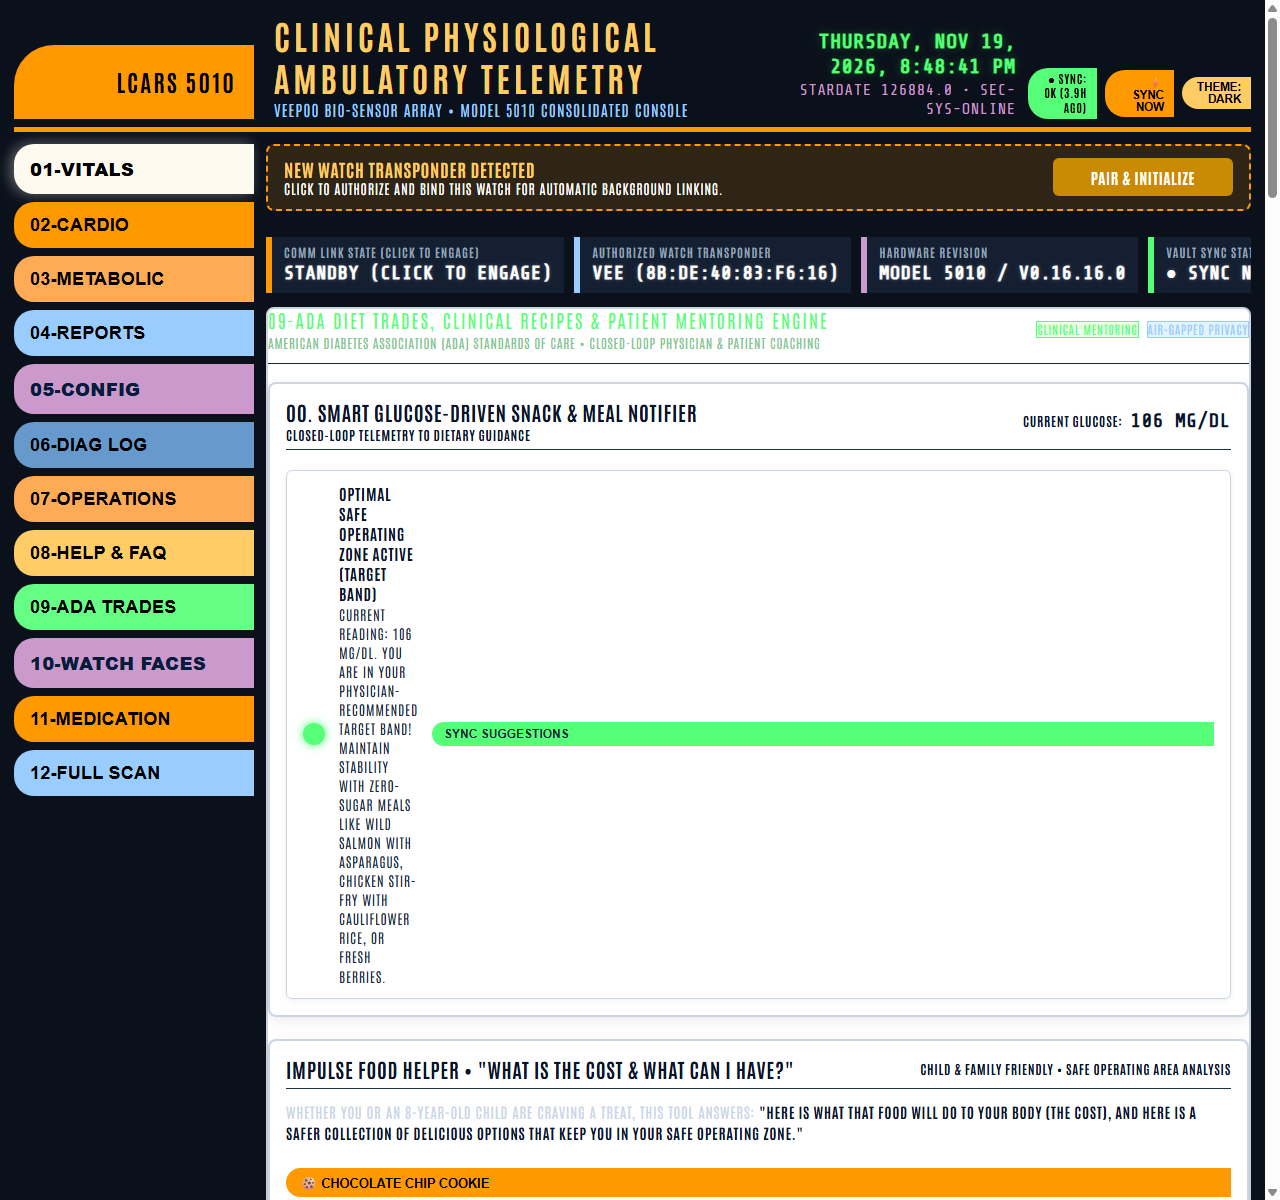 LCARS 5010
CLINICAL PHYSIOLOGICAL
AMBULATORY TELEMETRY
VEEPOO BIO-SENSOR ARRAY • MODEL 5010 CONSOLIDATED CONSOLE
THURSDAY, NOV 19,
2026, 8:48:41 PM
STARDATE 126884.0 · SEC-
SYS-ONLINE
● SYNC:
OK (3.9H
AGO)
SYNC
NOW
THEME:
DARK
01-VITALS
02-CARDIO
03-METABOLIC
04-REPORTS
05-CONFIG
06-DIAG LOG
07-OPERATIONS
08-HELP & FAQ
09-ADA TRADES
10-WATCH FACES
11-MEDICATION
12-FULL SCAN
NEW WATCH TRANSPONDER DETECTED
CLICK TO AUTHORIZE AND BIND THIS WATCH FOR AUTOMATIC BACKGROUND LINKING.
PAIR & INITIALIZE
COMM LINK STATE (CLICK TO ENGAGE)
STANDBY (CLICK TO ENGAGE)
AUTHORIZED WATCH TRANSPONDER
VEE (8B:DE:40:83:F6:16)
HARDWARE REVISION
MODEL 5010 / V0.16.16.0
VAULT SYNC STAT
● SYNC N
09-ADA DIET TRADES, CLINICAL RECIPES & PATIENT MENTORING ENGINE
AMERICAN DIABETES ASSOCIATION (ADA) STANDARDS OF CARE • CLOSED-LOOP PHYSICIAN & PATIENT COACHING
CLINICAL MENTORING
AIR-GAPPED PRIVACY
00. SMART GLUCOSE-DRIVEN SNACK & MEAL NOTIFIER
CLOSED-LOOP TELEMETRY TO DIETARY GUIDANCE
CURRENT GLUCOSE: 106 MG/DL
OPTIMAL
SAFE
OPERATING
ZONE ACTIVE
(TARGET
BAND)
CURRENT
READING: 106
MG/DL. YOU
ARE IN YOUR
PHYSICIAN-
RECOMMENDED
TARGET BAND!
MAINTAIN
STABILITY
WITH ZERO-
SUGAR MEALS
LIKE WILD
SALMON WITH
ASPARAGUS,
CHICKEN STIR-
FRY WITH
CAULIFLOWER
RICE, OR
FRESH
BERRIES.
SYNC SUGGESTIONS
IMPULSE FOOD HELPER • "WHAT IS THE COST & WHAT CAN I HAVE?"
CHILD & FAMILY FRIENDLY • SAFE OPERATING AREA ANALYSIS
WHETHER YOU OR AN 8-YEAR-OLD CHILD ARE CRAVING A TREAT, THIS TOOL ANSWERS: "HERE IS WHAT THAT FOOD WILL DO TO YOUR BODY (THE COST), AND HERE IS A
SAFER COLLECTION OF DELICIOUS OPTIONS THAT KEEP YOU IN YOUR SAFE OPERATING ZONE."
🍪 CHOCOLATE CHIP COOKIE